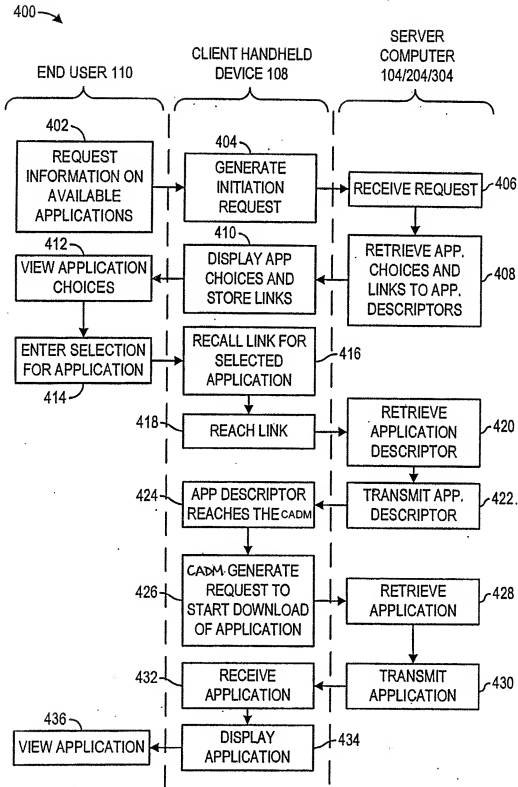 400
END USER 110
CLIENT HANDHELD
DEVICE 108
SERVER
COMPUTER
104/204/304
402
REQUEST
INFORMATION ON
AVAILABLE
APPLICATIONS
404
GENERATE
INITIATION
REQUEST
RECEIVE REQUEST
406
412
VIEW APPLICATION
CHOICES
410
DISPLAY APP
CHOICES AND
STORE LINKS
RETRIEVE APP.
CHOICES AND
LINKS TO APP.
DESCRIPTORS
408
ENTER SELECTION
FOR APPLICATION
414
RECALL LINK FOR
SELECTED
APPLICATION
416
418
REACH LINK
RETRIEVE
APPLICATION
DESCRIPTOR
420
424
APP DESCRIPTOR
REACHES THE CADM
TRANSMIT APP.
DESCRIPTOR
422.
426
CADM GENERATE
REQUEST TO
START DOWNLOAD
OF APPLICATION
RETRIEVE
APPLICATION
428
432
RECEIVE
APPLICATION
TRANSMIT
APPLICATION
430
436
VIEW APPLICATION
DISPLAY
APPLICATION
434